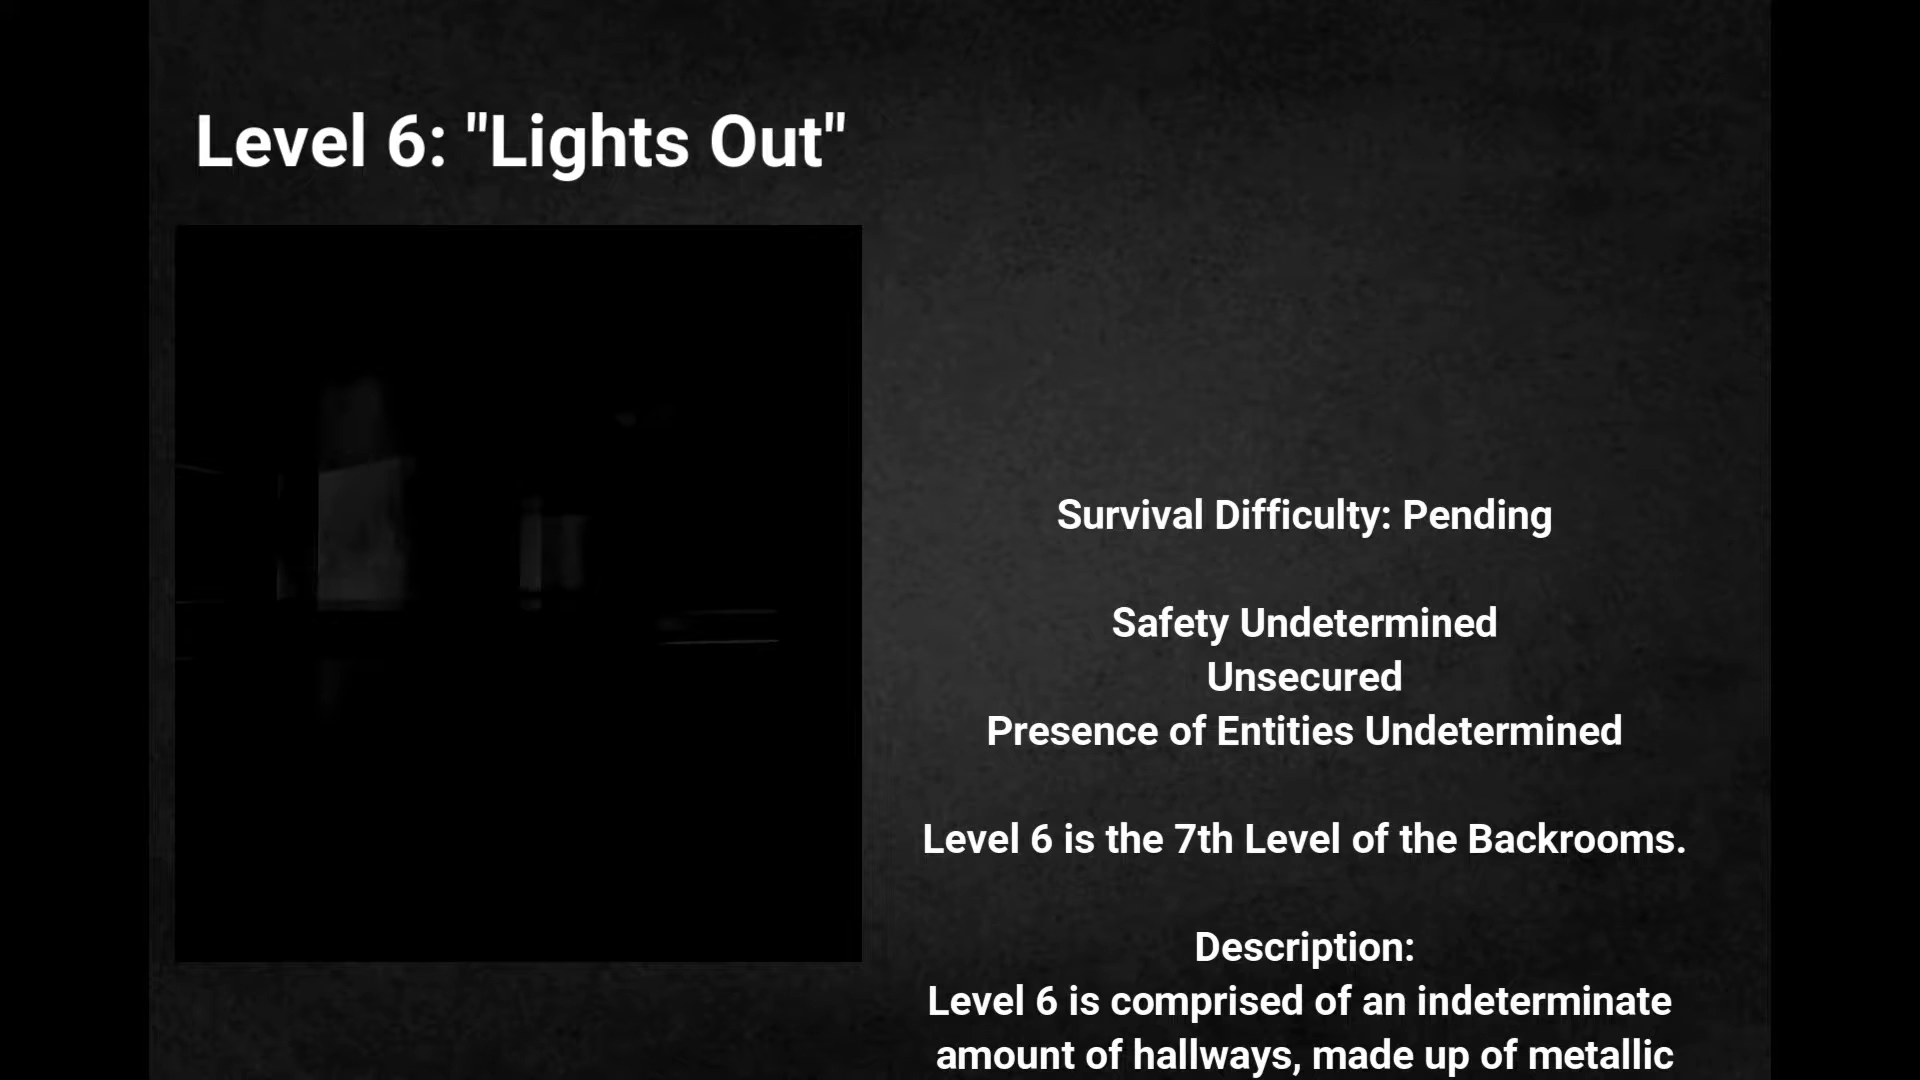 Level 6: "Lights Out"
Survival Difficulty: Pending
Safety Undetermined
Unsecured
Presence of Entities Undetermined
Level 6 is the 7th Level of the Backrooms.
Description:
Level 6 is comprised of an indeterminate
amount of hallways, made up of metallic